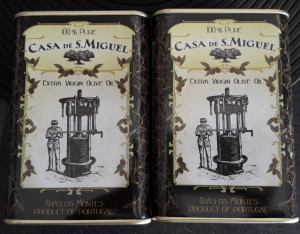 100% PURE
CASA DE S. MIGUEL
EXTRA VIRGIN OLIVE OIL
TRÁS OS MONTES
PRODUCT OF PORTUGAL
100% PURE
CASA DE S. MIGUEL
EXTRA VIRGIN OLIVE OIL
TRÁS OS MONTES
PRODUCT OF PORTUGAL